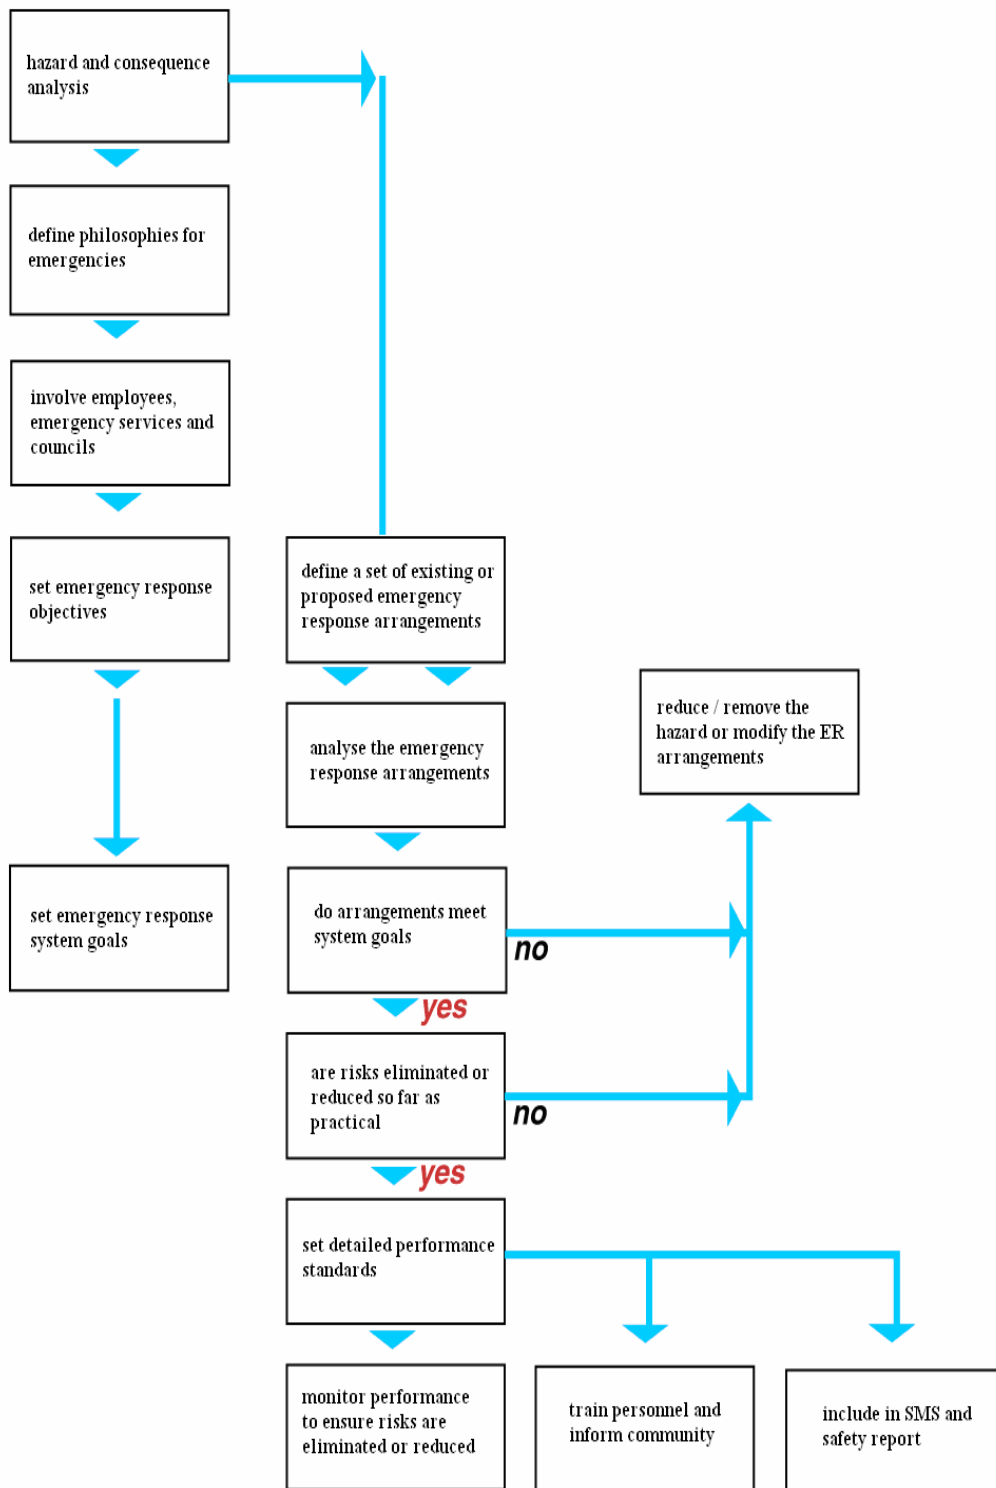 hazard and consequence
analysis
define philosophies for
emergencies
involve employees,
emergency services and
councils
set emergency response
objectives
set emergency response
system goals
define a set of existing or
proposed emergency
response arrangements
analyse the emergency
response arrangements
reduce / remove the
hazard or modify the ER
arrangements
do arrangements meet
system goals
no
yes
are risks eliminated or
reduced so far as
practical
no
yes
set detailed performance
standards
monitor performance
to ensure risks are
eliminated or reduced
train personnel and
inform community
include in SMS and
safety report